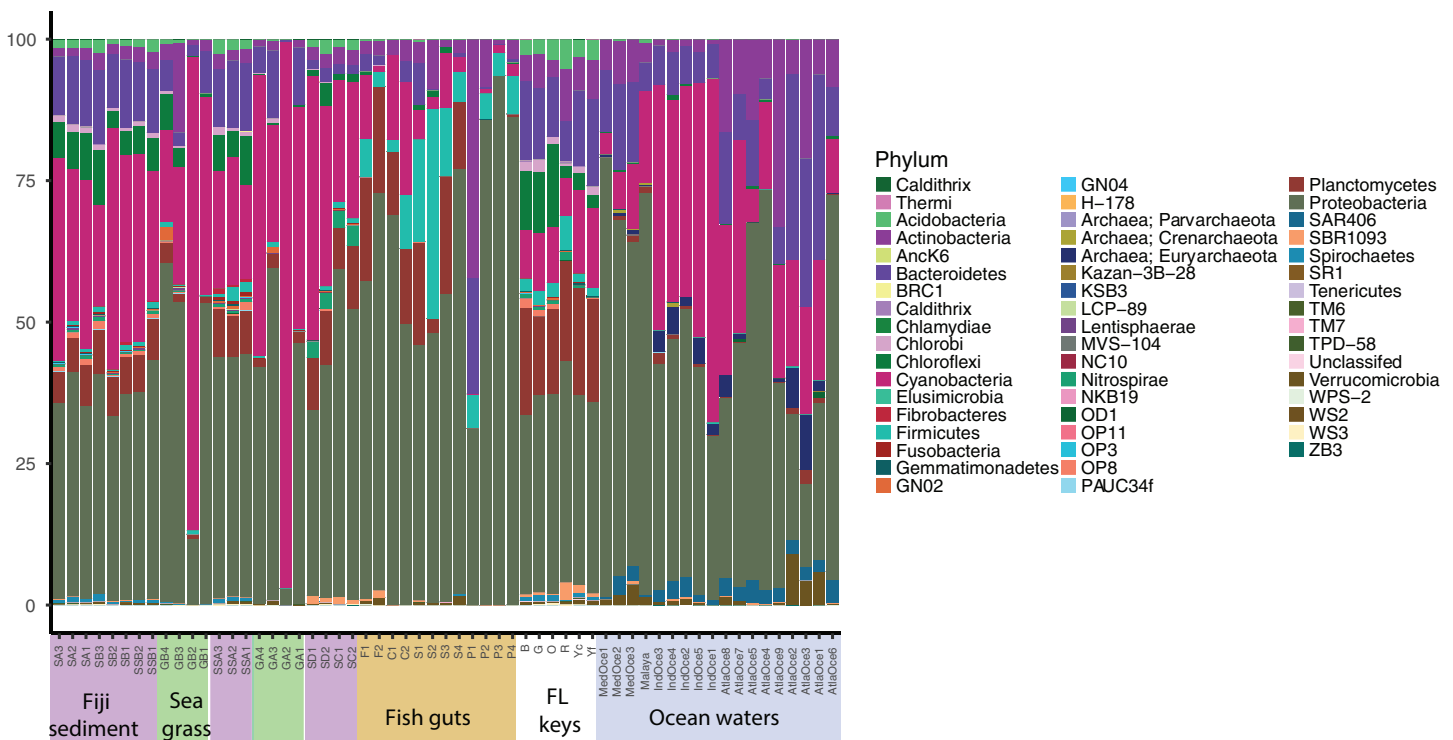 100
75
50
25
0
SA3 SA2 SA1 SB3 SB2 SB1 SSB2 SSB1 GB4 GB3 GB2 GB1 SSA3 SSA2 SSA1 GA4 GA3 GA2 GA1 SD1 SD2 SC1 SC2 F1 F2 C1 C2 S1 S2 S3 S4 P1 P2 P3 P4 B G O R Yc Yf MedOce1 MedOce2 MedOce3 Malaya IndOce3 IndOce4 IndOce2 IndOce5 IndOce1 AtlaOce8 AtlaOce7 AtlaOce5 AtlaOce4 AtlaOce9 AtlaOce2 AtlaOce3 AtlaOce1 AtlaOce6
Fiji
sediment
Sea
grass
Fish guts
FL
keys
Ocean waters
Phylum
Caldithrix
Thermi
Acidobacteria
Actinobacteria
AncK6
Bacteroidetes
BRC1
Caldithrix
Chlamydiae
Chlorobi
Chloroflexi
Cyanobacteria
Elusimicrobia
Fibrobacteres
Firmicutes
Fusobacteria
Gemmatimonadetes
GN02
GN04
H-178
Archaea; Parvarchaeota
Archaea; Crenarchaeota
Archaea; Euryarchaeota
Kazan-3B-28
KSB3
LCP-89
Lentisphaerae
MVS-104
NC10
Nitrospirae
NKB19
OD1
OP11
OP3
OP8
PAUC34f
Planctomycetes
Proteobacteria
SAR406
SBR1093
Spirochaetes
SR1
Tenericutes
TM6
TM7
TPD-58
Unclassifed
Verrucomicrobia
WPS-2
WS2
WS3
ZB3